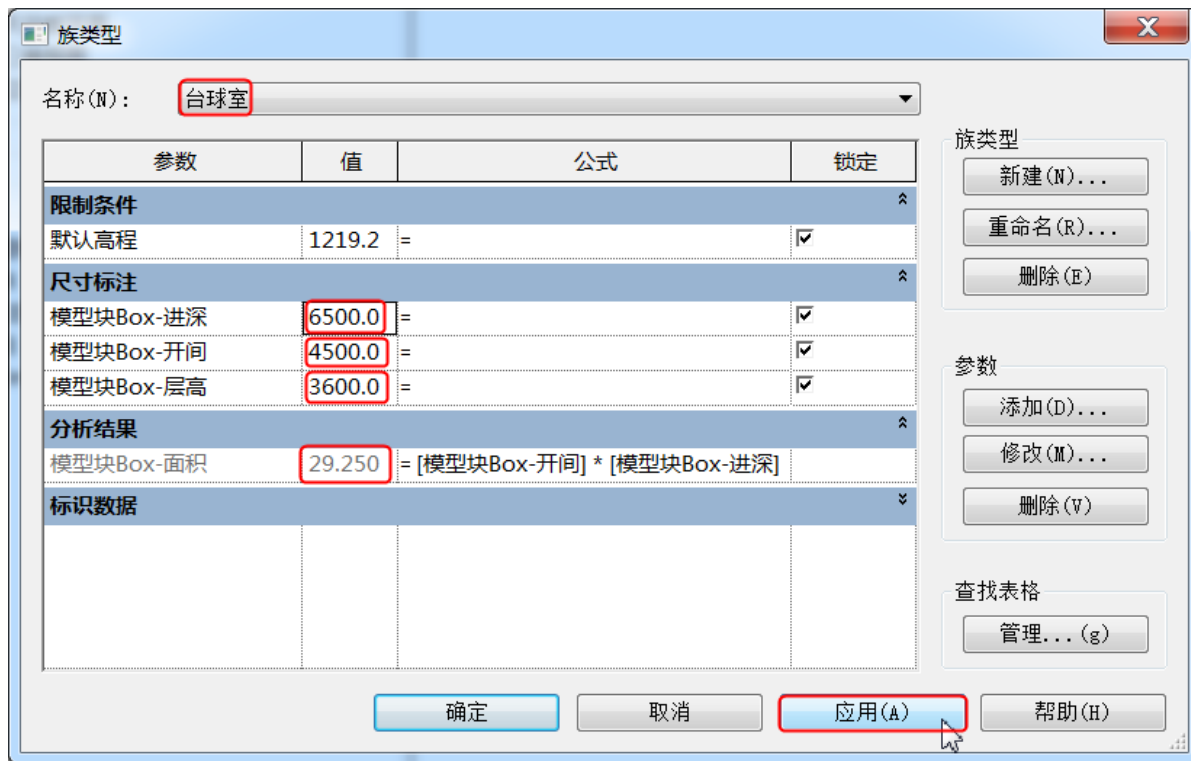 族类型
名称(N):
台球室
参数 值 公式 锁定
限制条件
默认高程 1219.2 =
尺寸标注
模型块Box-进深 6500.0 =
模型块Box-开间 4500.0 =
模型块Box-层高 3600.0 =
分析结果
模型块Box-面积 29.250 = [模型块Box-开间] * [模型块Box-进深]
标识数据
族类型
新建(N)...
重命名(R)...
删除(E)
参数
添加(D)...
修改(M)...
删除(V)
查找表格
管理...(g)
确定 取消 应用(A) 帮助(H)